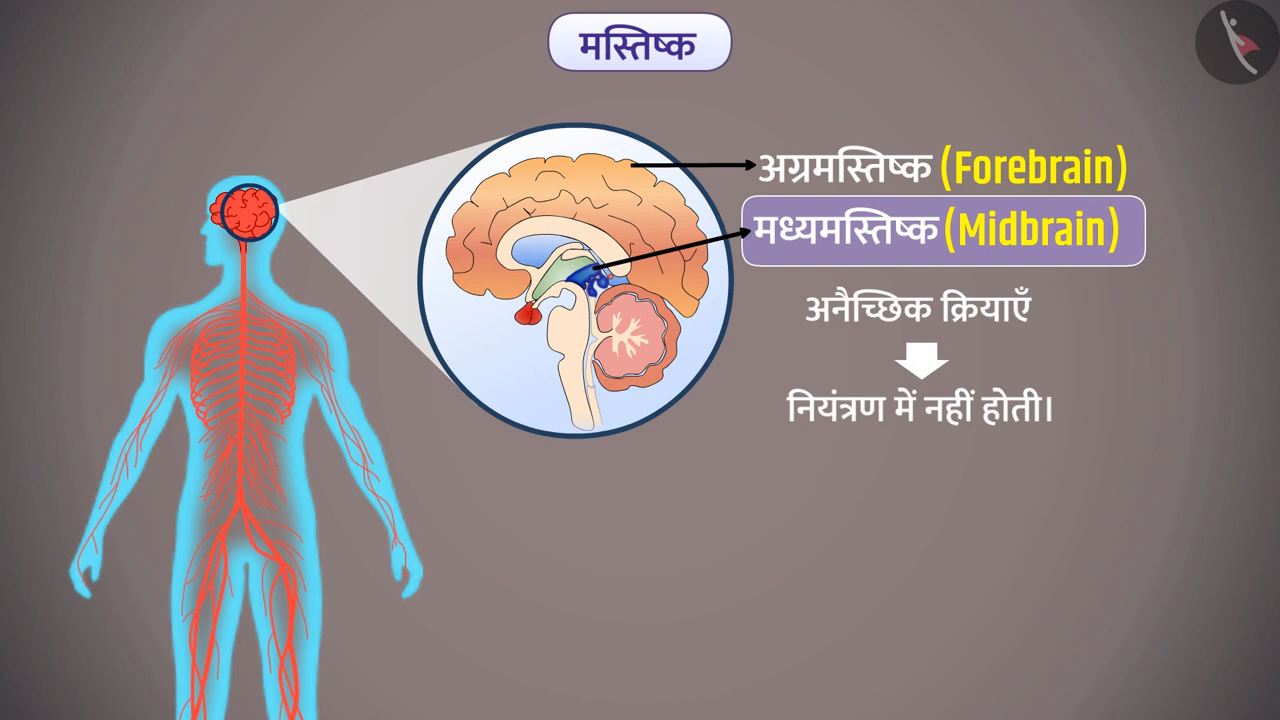 मस्तिष्क
अग्रमस्तिष्क (Forebrain)
मध्यमस्तिष्क (Midbrain)
अनैच्छिक क्रियाएँ
नियंत्रण में नहीं होती।